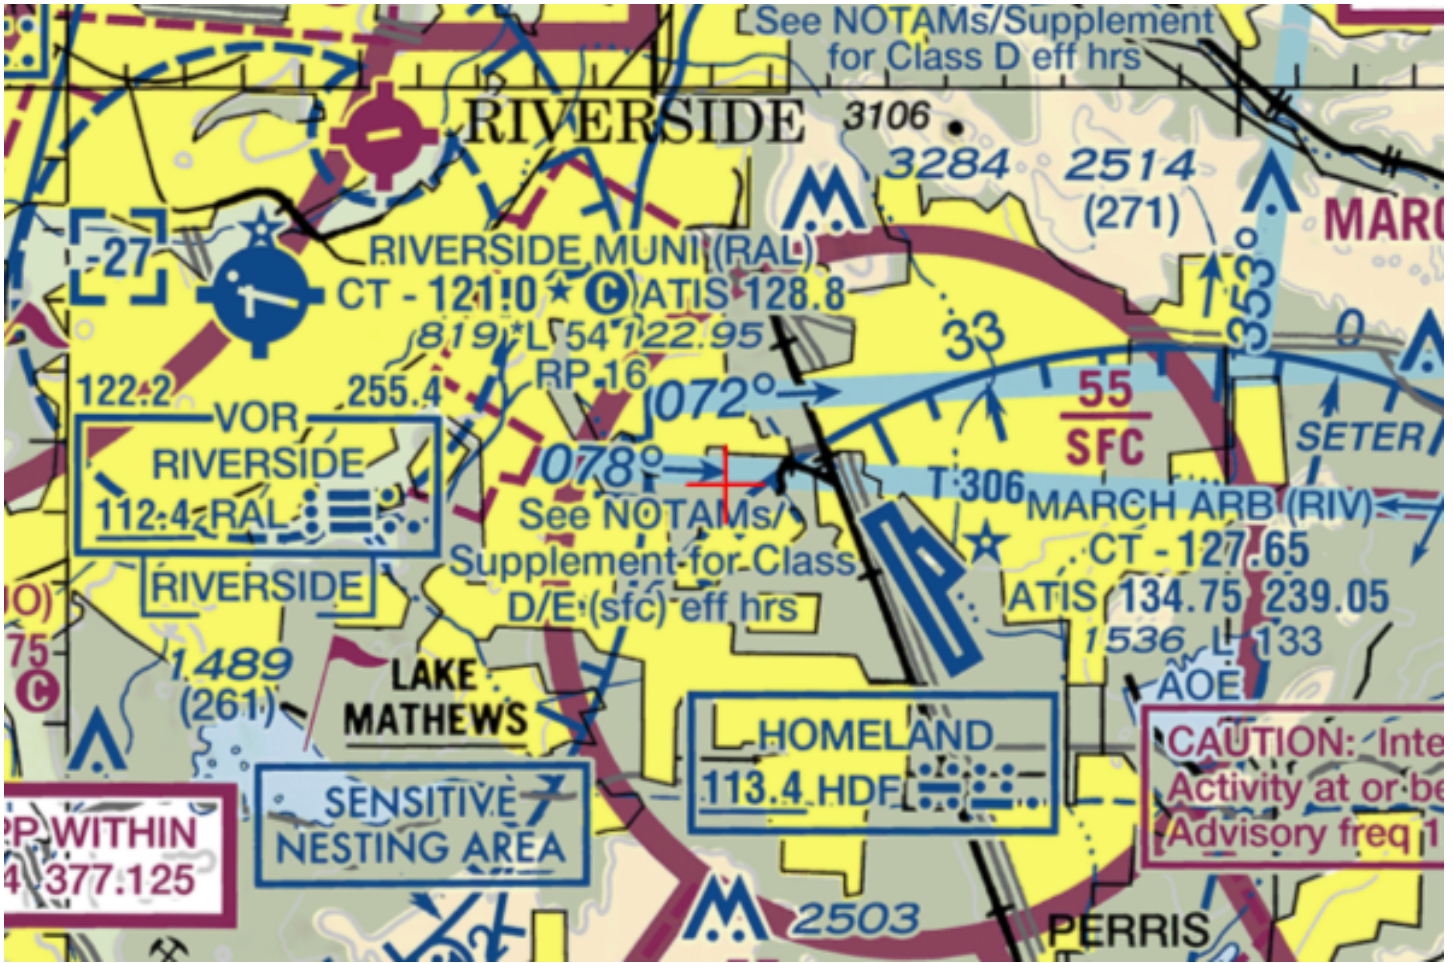 See NOTAMs/Supplement
for Class D eff hrs
RIVERSIDE
3106
3284
2514
(271)
353°
-27
RIVERSIDE MUNI (RAL)
CT - 121.0 ★ C ATIS 128.8
819 *L 54 122.95
RP 16
33
0
122.2
255.4
VOR
RIVERSIDE
112.4 RAL
RIVERSIDE
072°
078°
55
SFC
SETER
See NOTAMs/
Supplement for Class
D/E (sfc) eff hrs
T 306
MARCH ARB (RIV)
CT - 127.65
ATIS 134.75 239.05
1536 L 133
AOE
75
C
1489
(261)
LAKE
MATHEWS
HOMELAND
113.4 HDF
SENSITIVE
NESTING AREA
CAUTION:
Activity at or
Advisory freq
WITHIN
377.125
2503
PERRIS